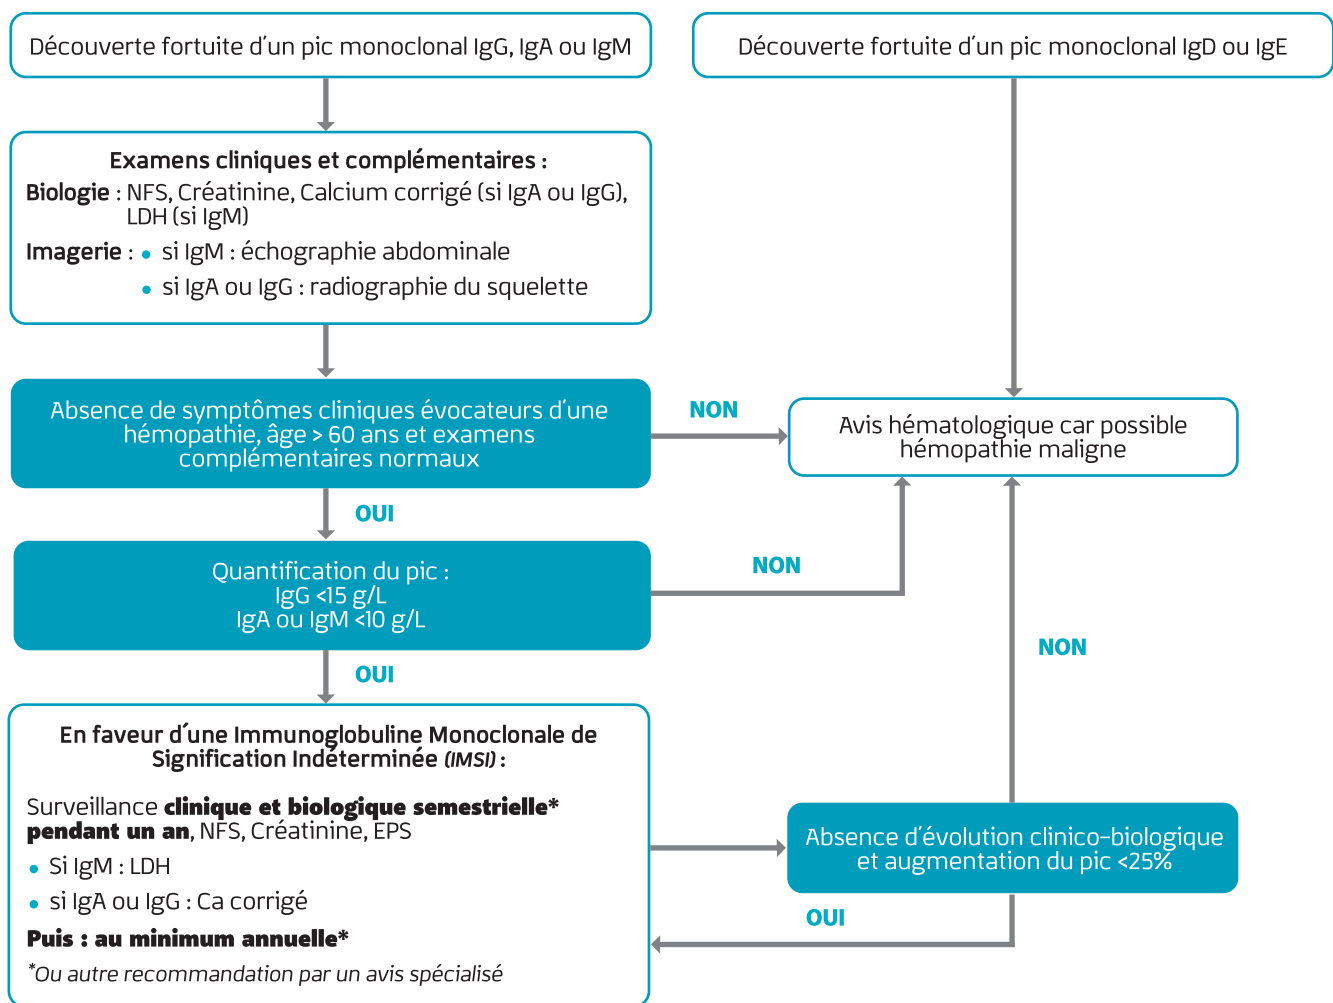 Découverte fortuite d'un pic monoclonal IgG, IgA ou IgM
Découverte fortuite d'un pic monoclonal IgD ou IgE
Examens cliniques et complémentaires :
Biologie : NFS, Créatinine, Calcium corrigé (si IgA ou IgG),
LDH (si IgM)
Imagerie : • si IgM : échographie abdominale
• si IgA ou IgG : radiographie du squelette
Absence de symptômes cliniques évocateurs d'une
hémopathie, âge > 60 ans et examens
complémentaires normaux
NON
Avis hématologique car possible
hémopathie maligne
OUI
Quantification du pic :
IgG <15 g/L
IgA ou IgM <10 g/L
NON
OUI
NON
En faveur d'une Immunoglobuline Monoclonale de
Signification Indéterminée (IMSI) :
Surveillance clinique et biologique semestrielle*
pendant un an, NFS, Créatinine, EPS
• Si IgM : LDH
• si IgA ou IgG : Ca corrigé
Puis : au minimum annuelle*
*Ou autre recommandation par un avis spécialisé
Absence d'évolution clinico-biologique
et augmentation du pic <25%
OUI